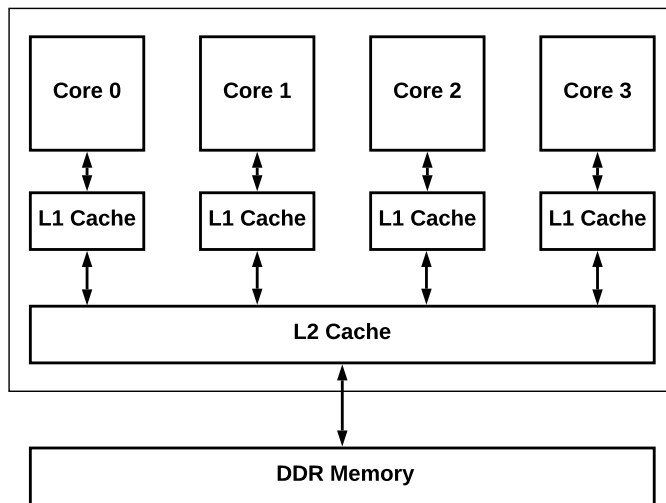 Core 0 Core 1 Core 2 Core 3
L1 Cache L1 Cache L1 Cache L1 Cache
L2 Cache
DDR Memory